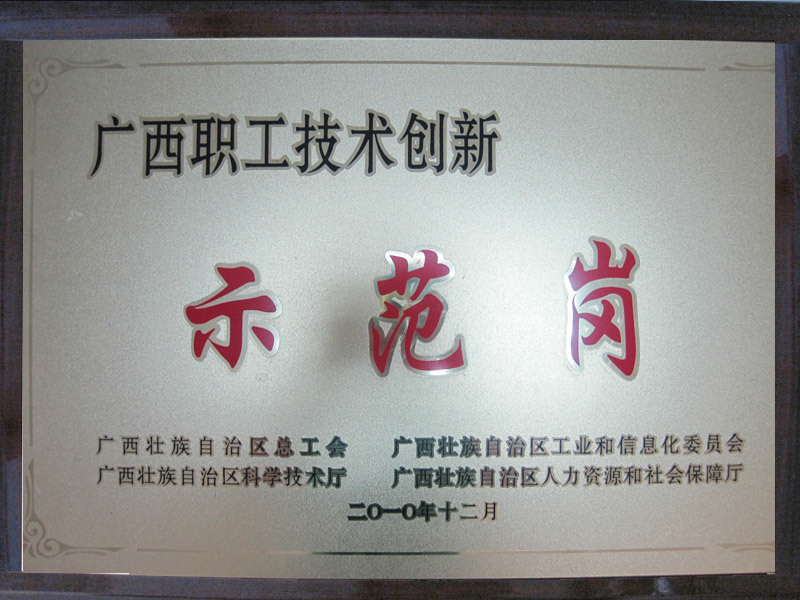 广西职工技术创新
示范岗
广西壮族自治区总工会 广西壮族自治区工业和信息化委员会
广西壮族自治区科学技术厅 广西壮族自治区人力资源和社会保障厅
二〇一〇年十二月